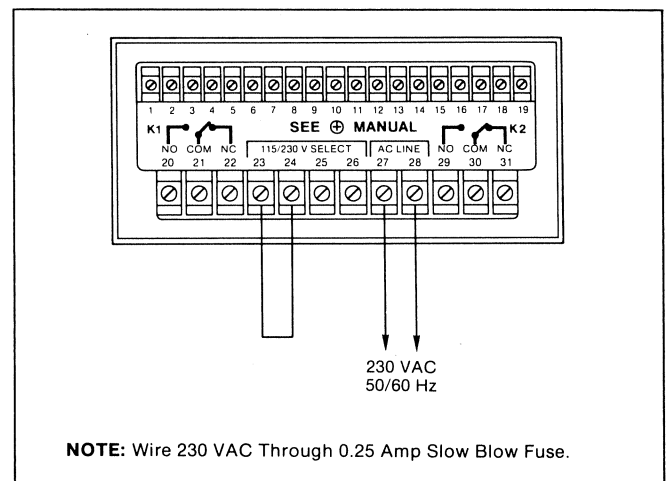 1 2 3 4 5 6 7 8 9 10 11 12 13 14 15 16 17 18 19
K1 SEE ⊕ MANUAL K2
NO COM NC 115/230 V SELECT AC LINE NO COM NC
20 21 22 23 24 25 26 27 28 29 30 31
230 VAC
50/60 Hz
NOTE: Wire 230 VAC Through 0.25 Amp Slow Blow Fuse.